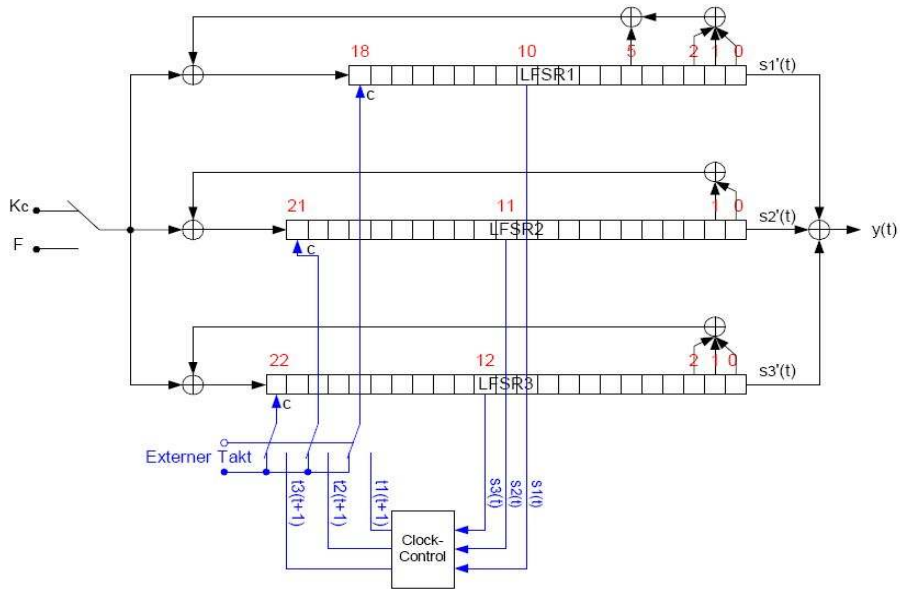 18 10 5 2 1 0
LFSR1
s1'(t)
c
Kc
F
21 11 1 0
LFSR2
s2'(t)
y(t)
c
22 12 2 1 0
LFSR3
s3'(t)
c
Externer Takt
t3(t+1)
t2(t+1)
t1(t+1)
s3(t)
s2(t)
s1(t)
Clock-
Control